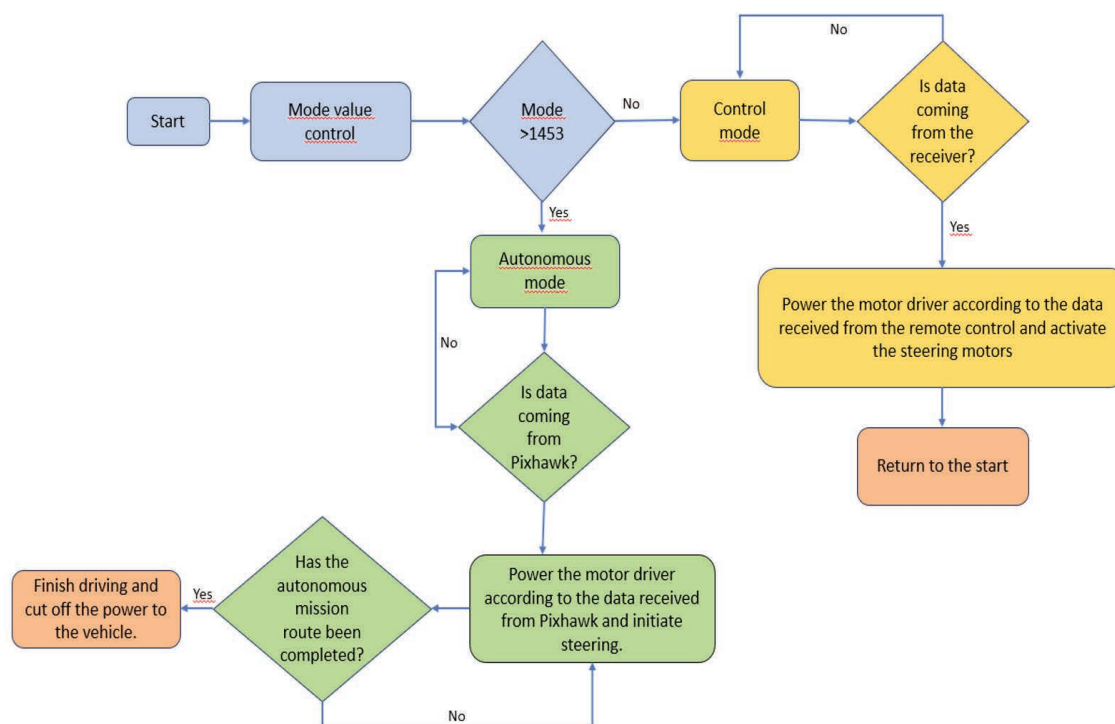 No
Start
Mode value
control
Mode
>1453
No
Control
mode
Is data
coming
from the
receiver?
Yes
Yes
Autonomous
mode
Power the motor driver according to the data
received from the remote control and activate
the steering motors
No
Is data
coming
from
Pixhawk?
Return to the start
Has the
autonomous
mission
route been
completed?
Yes
Finish driving and
cut off the power to
the vehicle.
Power the motor driver
according to the data received
from Pixhawk and initiate
steering.
No